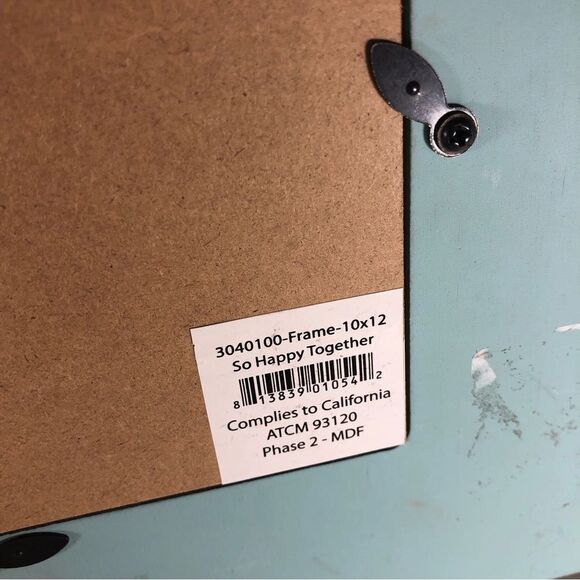 3040100-Frame-10x12
So Happy Together
8 13839 01054 2
Complies to California
ATCM 93120
Phase 2 - MDF